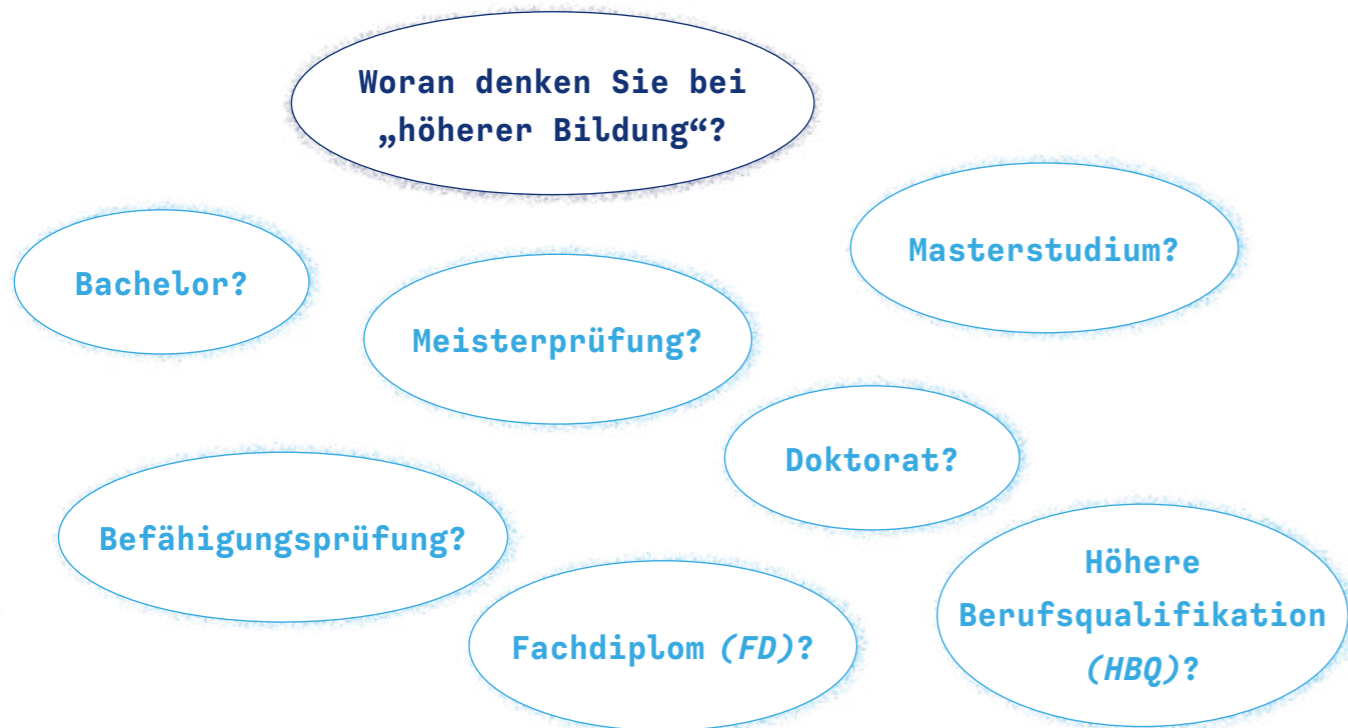 Woran denken Sie bei
„höherer Bildung“?
Masterstudium?
Bachelor?
Meisterprüfung?
Doktorat?
Befähigungsprüfung?
Höhere
Berufsqualifikation
(HBQ)?
Fachdiplom (FD)?